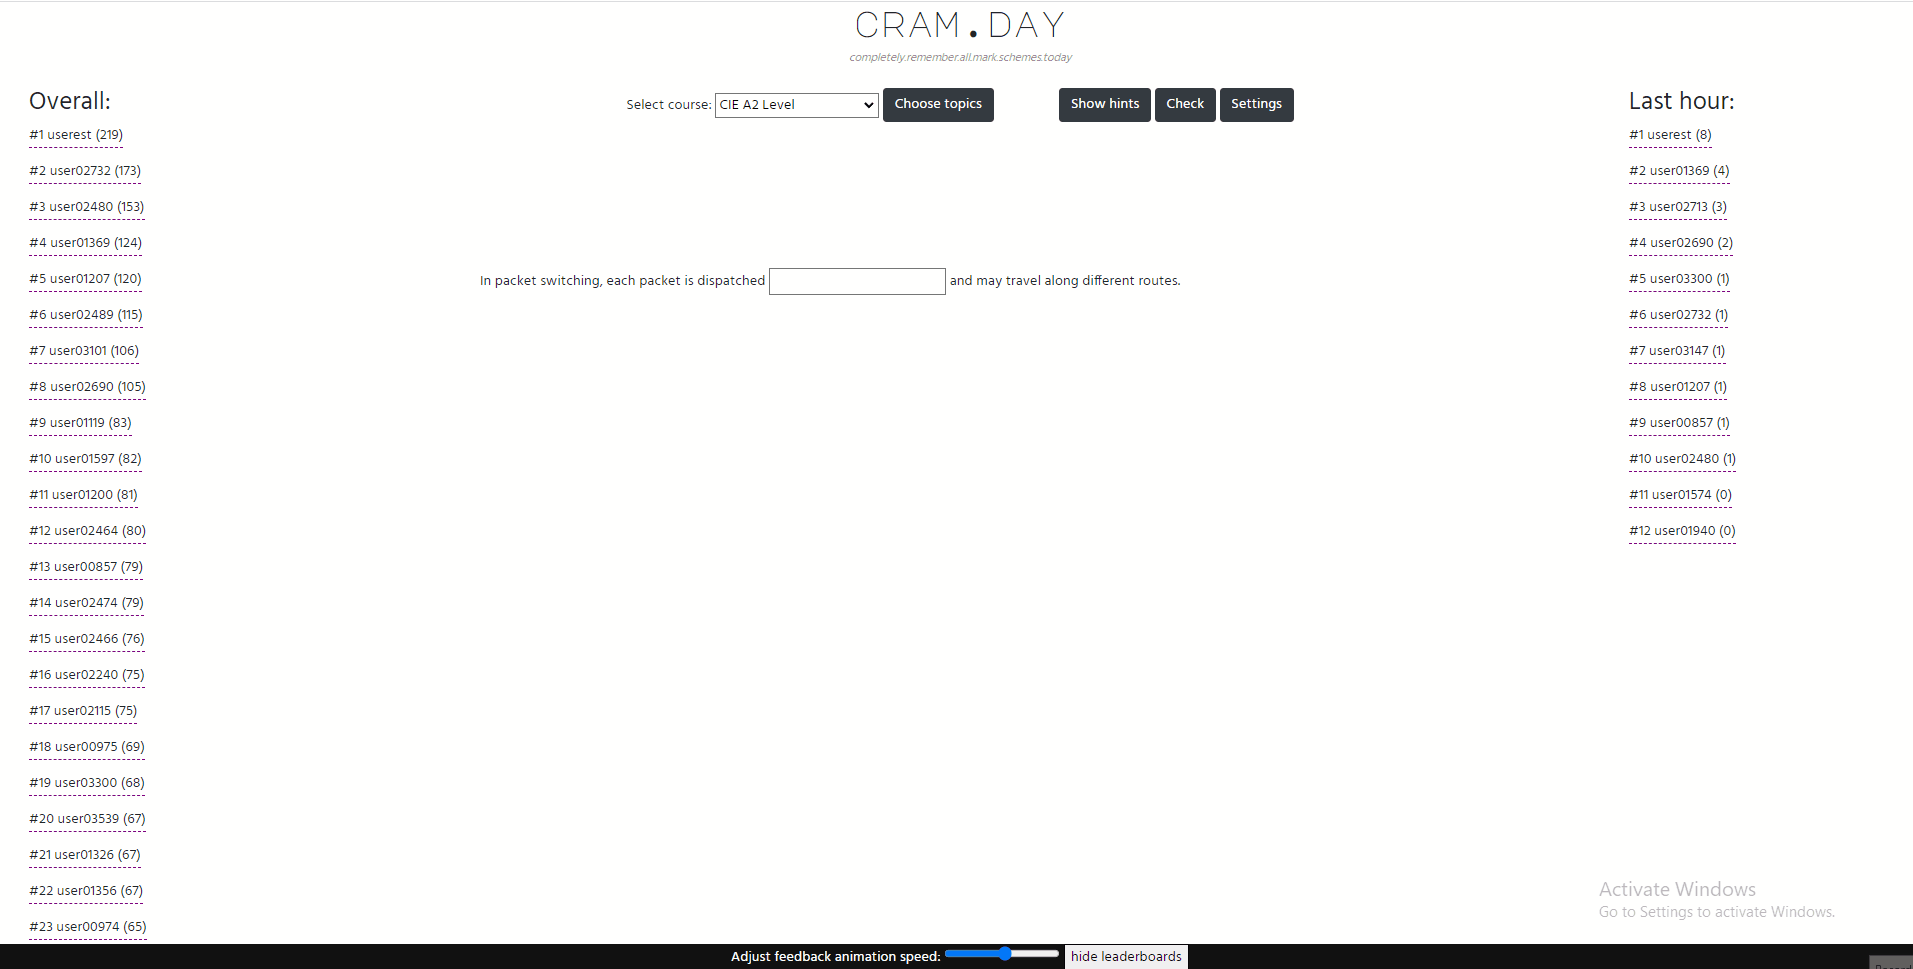 CRAM.DAY
completely.remember.all.mark.schemes.today
Overall:
#1 userest (219)
#2 user02732 (173)
#3 user02480 (153)
#4 user01369 (124)
#5 user01207 (120)
#6 user02489 (115)
#7 user03101 (106)
#8 user02690 (105)
#9 user01119 (83)
#10 user01597 (82)
#11 user01200 (81)
#12 user02464 (80)
#13 user00857 (79)
#14 user02474 (79)
#15 user02466 (76)
#16 user02240 (75)
#17 user02115 (75)
#18 user00975 (69)
#19 user03300 (68)
#20 user03539 (67)
#21 user01326 (67)
#22 user01356 (67)
#23 user00974 (65)
Select course: CIE A2 Level Choose topics Show hints Check Settings
In packet switching, each packet is dispatched and may travel along different routes.
Last hour:
#1 userest (8)
#2 user01369 (4)
#3 user02713 (3)
#4 user02690 (2)
#5 user03300 (1)
#6 user02732 (1)
#7 user03147 (1)
#8 user01207 (1)
#9 user00857 (1)
#10 user02480 (1)
#11 user01574 (0)
#12 user01940 (0)
Activate Windows
Go to Settings to activate Windows.
Adjust feedback animation speed: hide leaderboards